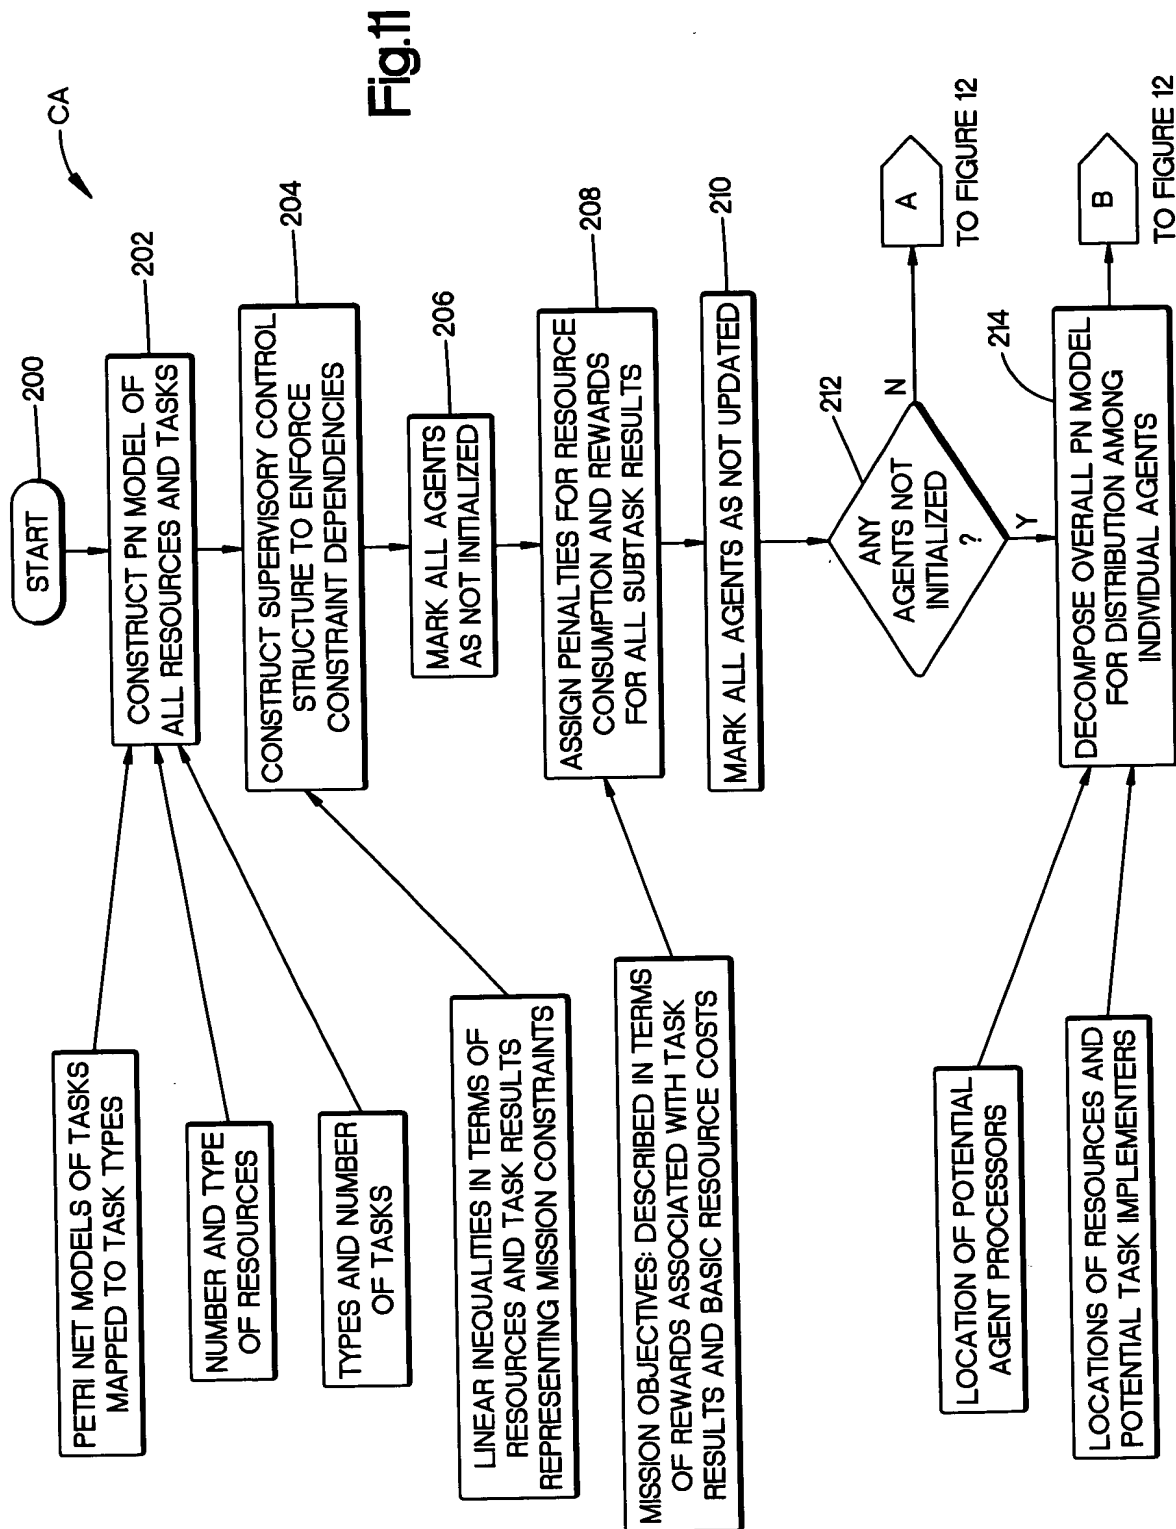 Fig.11
CA
START
200
CONSTRUCT PN MODEL OF
ALL RESOURCES AND TASKS
202
PETRI NET MODELS OF TASKS
MAPPED TO TASK TYPES
NUMBER AND TYPE
OF RESOURCES
TYPES AND NUMBER
OF TASKS
CONSTRUCT SUPERVISORY CONTROL
STRUCTURE TO ENFORCE
CONSTRAINT DEPENDENCIES
204
LINEAR INEQUALITIES IN TERMS OF
RESOURCES AND TASK RESULTS
REPRESENTING MISSION CONSTRAINTS
MARK ALL AGENTS
AS NOT INITIALIZED
206
ASSIGN PENALTIES FOR RESOURCE
CONSUMPTION AND REWARDS
FOR ALL SUBTASK RESULTS
208
MISSION OBJECTIVES: DESCRIBED IN TERMS
OF REWARDS ASSOCIATED WITH TASK
RESULTS AND BASIC RESOURCE COSTS
MARK ALL AGENTS AS NOT UPDATED
210
ANY
AGENTS NOT
INITIALIZED
?
212
N
A
TO FIGURE 12
Y
DECOMPOSE OVERALL PN MODEL
FOR DISTRIBUTION AMONG
INDIVIDUAL AGENTS
214
B
TO FIGURE 12
LOCATION OF POTENTIAL
AGENT PROCESSORS
LOCATIONS OF RESOURCES AND
POTENTIAL TASK IMPLEMENTERS